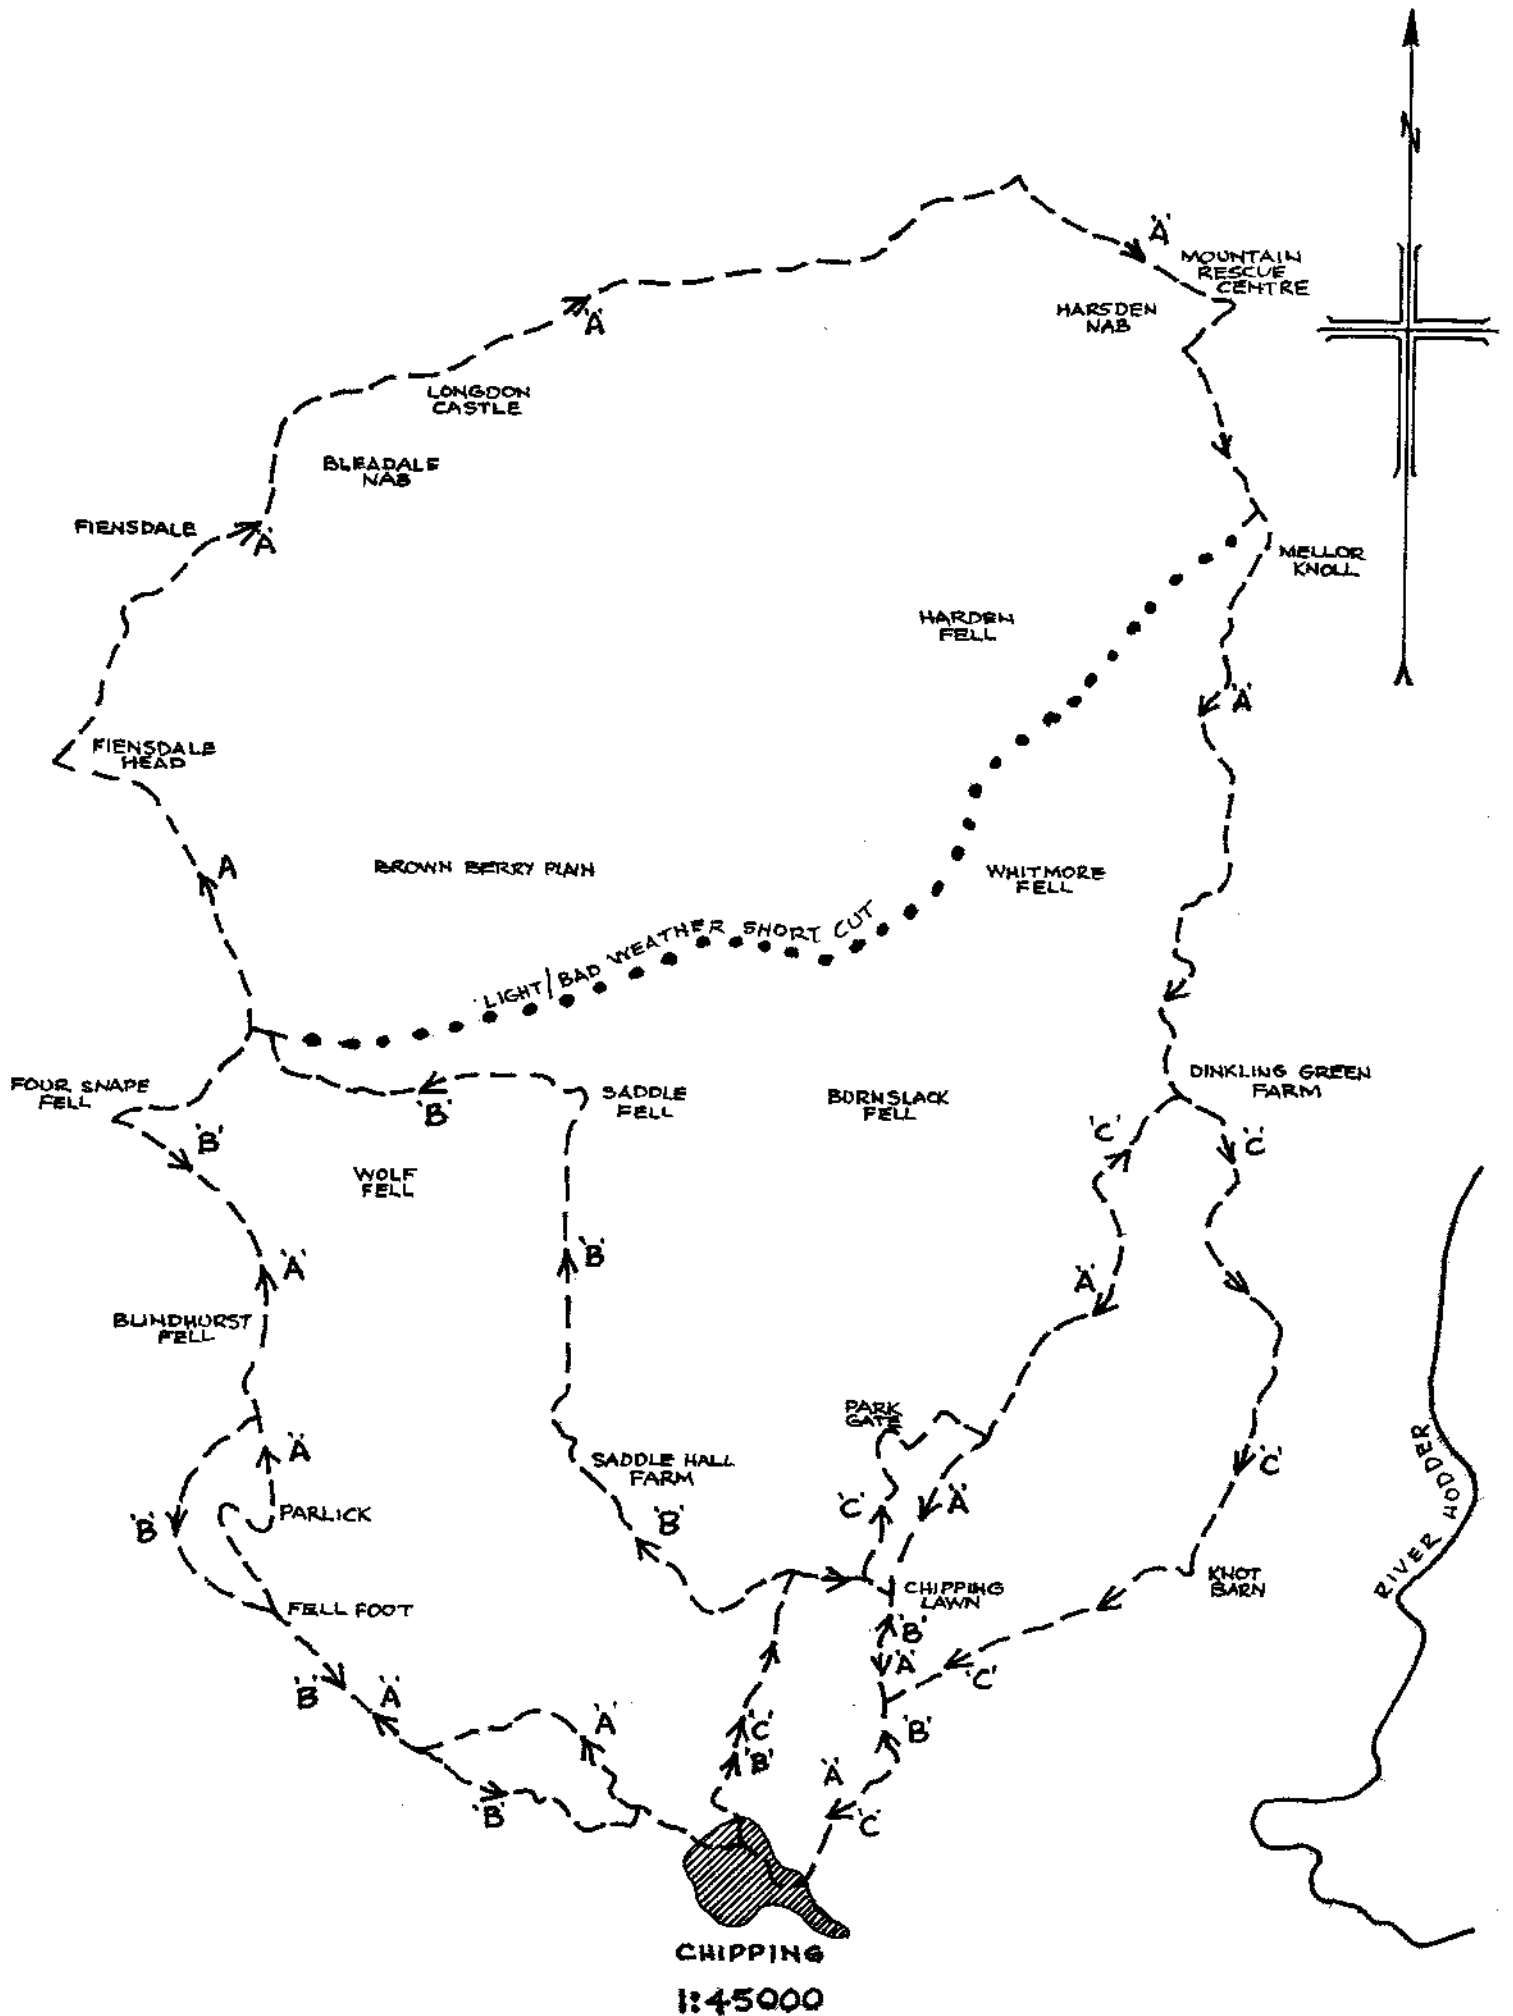 N
'A'
MOUNTAIN
RESCUE
CENTRE
HARSDEN
NAB
'A'
LONGDON
CASTLE
BLEADALE
NAB
FIENSDALE
'A'
MELLOR
KNOLL
HARDEN
FELL
'A'
FIENSDALE
HEAD
A
BROWN BERRY PLAIN
WHITMORE
FELL
LIGHT/BAD WEATHER SHORT CUT
FOUR SNAPE
FELL
'B'
SADDLE
FELL
BURNSLACK
FELL
DINKLING GREEN
FARM
'B'
'C'
'C'
WOLF
FELL
'A'
'B'
'A'
BLINDHURST
FELL
PARK
GATE
'A'
SADDLE HALL
FARM
'C'
'B'
PARLICK
'B'
'C'
'A'
RIVER HODDER
FELL FOOT
CHIPPING
LAWN
KNOT
BARN
'B'
'A'
'C'
'B'
'A'
'A'
'C'
'B'
'B'
'A'
'B'
'C'
CHIPPING
1:45000